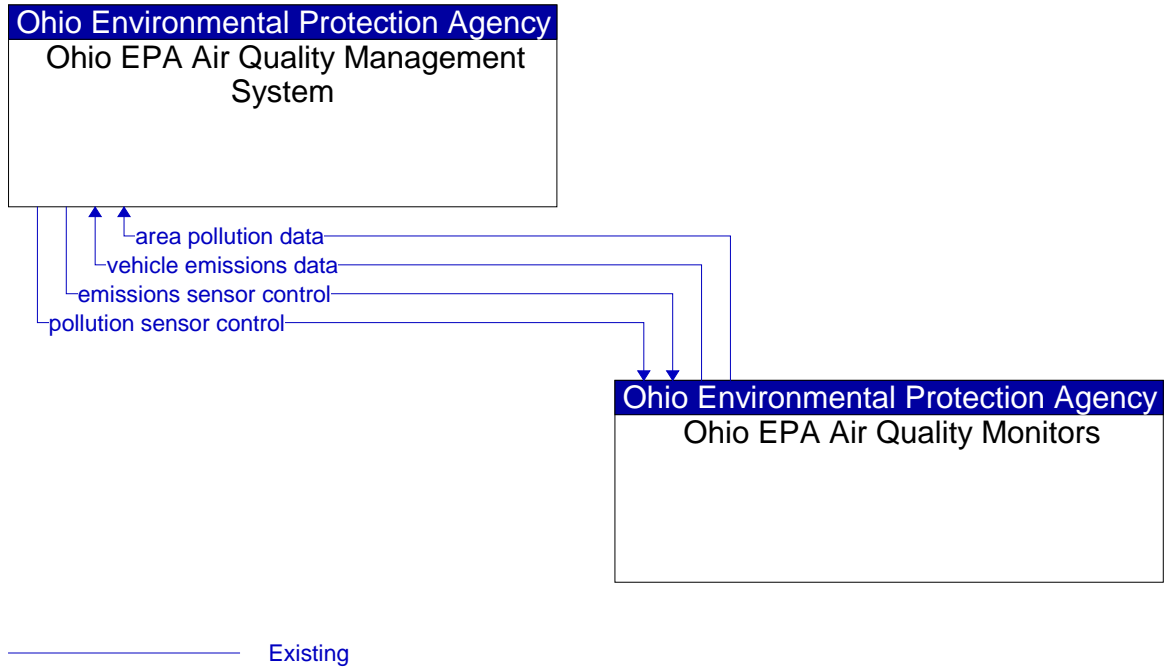 Ohio Environmental Protection Agency
Ohio EPA Air Quality Management
System
area pollution data
vehicle emissions data
emissions sensor control
pollution sensor control
Ohio Environmental Protection Agency
Ohio EPA Air Quality Monitors
Existing